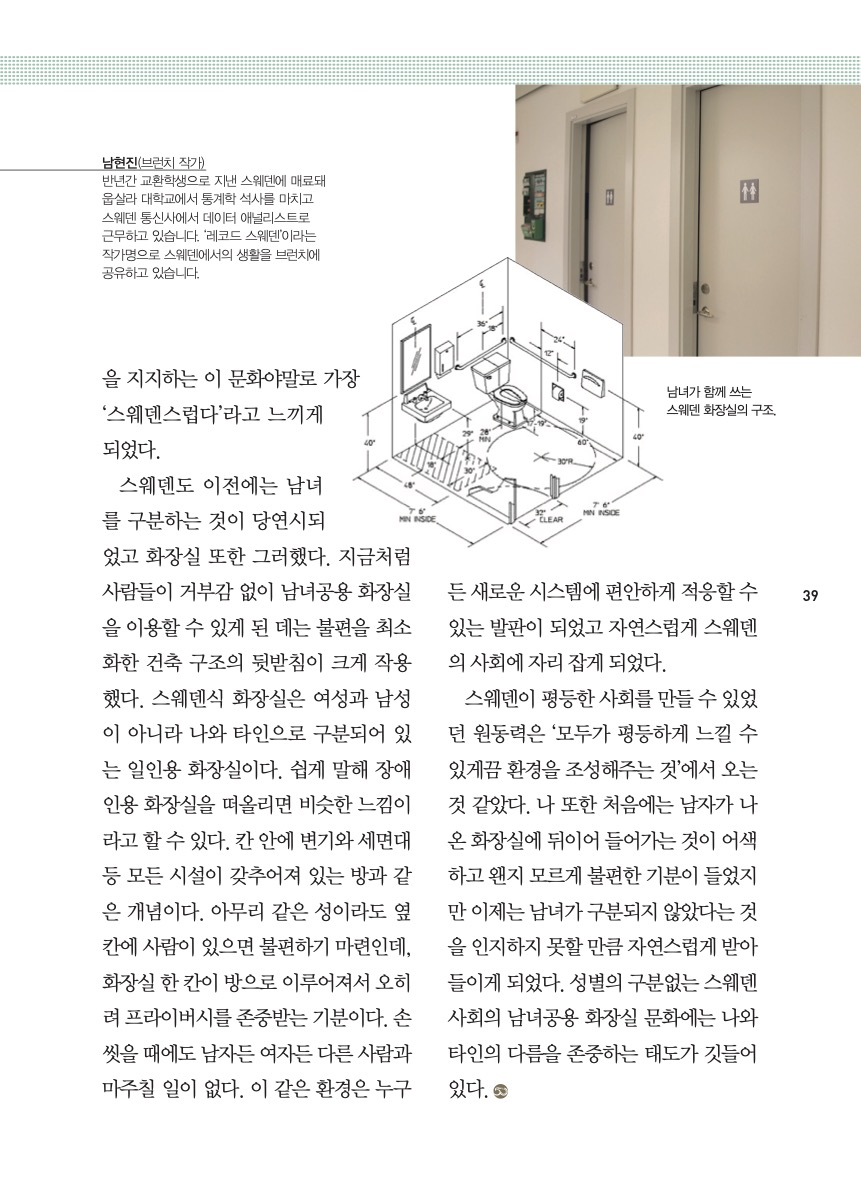 남현진(브런치 작가)
반년간 교환학생으로 지낸 스웨덴에 매료돼
웁살라 대학교에서 통계학 석사를 마치고
스웨덴 통신사에서 데이터 애널리스트로
근무하고 있습니다. ‘레코드 스웨덴’이라는
작가명으로 스웨덴에서의 생활을 브런치에
공유하고 있습니다.
36"
18"
24"
12"
29"
28"
MIN
17-19"
19"
60"
40"
40"
18"
30"
30"R
48"
7' 6"
MIN INSIDE
32"
CLEAR
7' 6"
MIN INSIDE
남녀가 함께 쓰는
스웨덴 화장실의 구조.
을 지지하는 이 문화야말로 가장
‘스웨덴스럽다’라고 느끼게
되었다.
스웨덴도 이전에는 남녀
를 구분하는 것이 당연시되
었고 화장실 또한 그러했다. 지금처럼
사람들이 거부감 없이 남녀공용 화장실
을 이용할 수 있게 된 데는 불편을 최소
화한 건축 구조의 뒷받침이 크게 작용
했다. 스웨덴식 화장실은 여성과 남성
이 아니라 나와 타인으로 구분되어 있
는 일인용 화장실이다. 쉽게 말해 장애
인용 화장실을 떠올리면 비슷한 느낌이
라고 할 수 있다. 칸 안에 변기와 세면대
등 모든 시설이 갖추어져 있는 방과 같
은 개념이다. 아무리 같은 성이라도 옆
칸에 사람이 있으면 불편하기 마련인데,
화장실 한 칸이 방으로 이루어져서 오히
려 프라이버시를 존중받는 기분이다. 손
씻을 때에도 남자든 여자든 다른 사람과
마주칠 일이 없다. 이 같은 환경은 누구
든 새로운 시스템에 편안하게 적응할 수
있는 발판이 되었고 자연스럽게 스웨덴
의 사회에 자리 잡게 되었다.
스웨덴이 평등한 사회를 만들 수 있었
던 원동력은 ‘모두가 평등하게 느낄 수
있게끔 환경을 조성해주는 것’에서 오는
것 같았다. 나 또한 처음에는 남자가 나
온 화장실에 뒤이어 들어가는 것이 어색
하고 왠지 모르게 불편한 기분이 들었지
만 이제는 남녀가 구분되지 않았다는 것
을 인지하지 못할 만큼 자연스럽게 받아
들이게 되었다. 성별의 구분없는 스웨덴
사회의 남녀공용 화장실 문화에는 나와
타인의 다름을 존중하는 태도가 깃들어
있다.
39